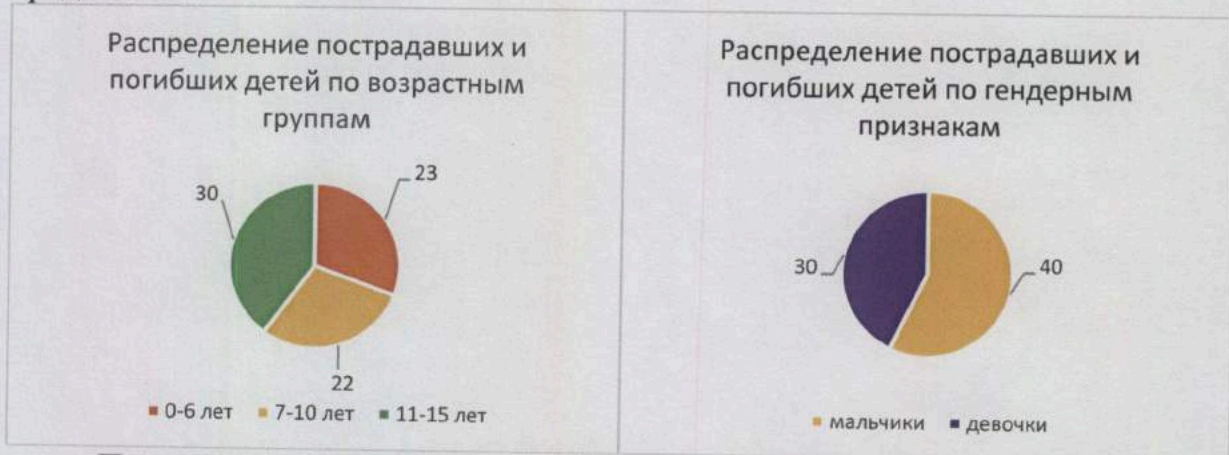 Распределение пострадавших и
погибших детей по возрастным
группам
30
23
22
0-6 лет 7-10 лет 11-15 лет
Распределение пострадавших и
погибших детей по гендерным
признакам
30
40
мальчики девочки